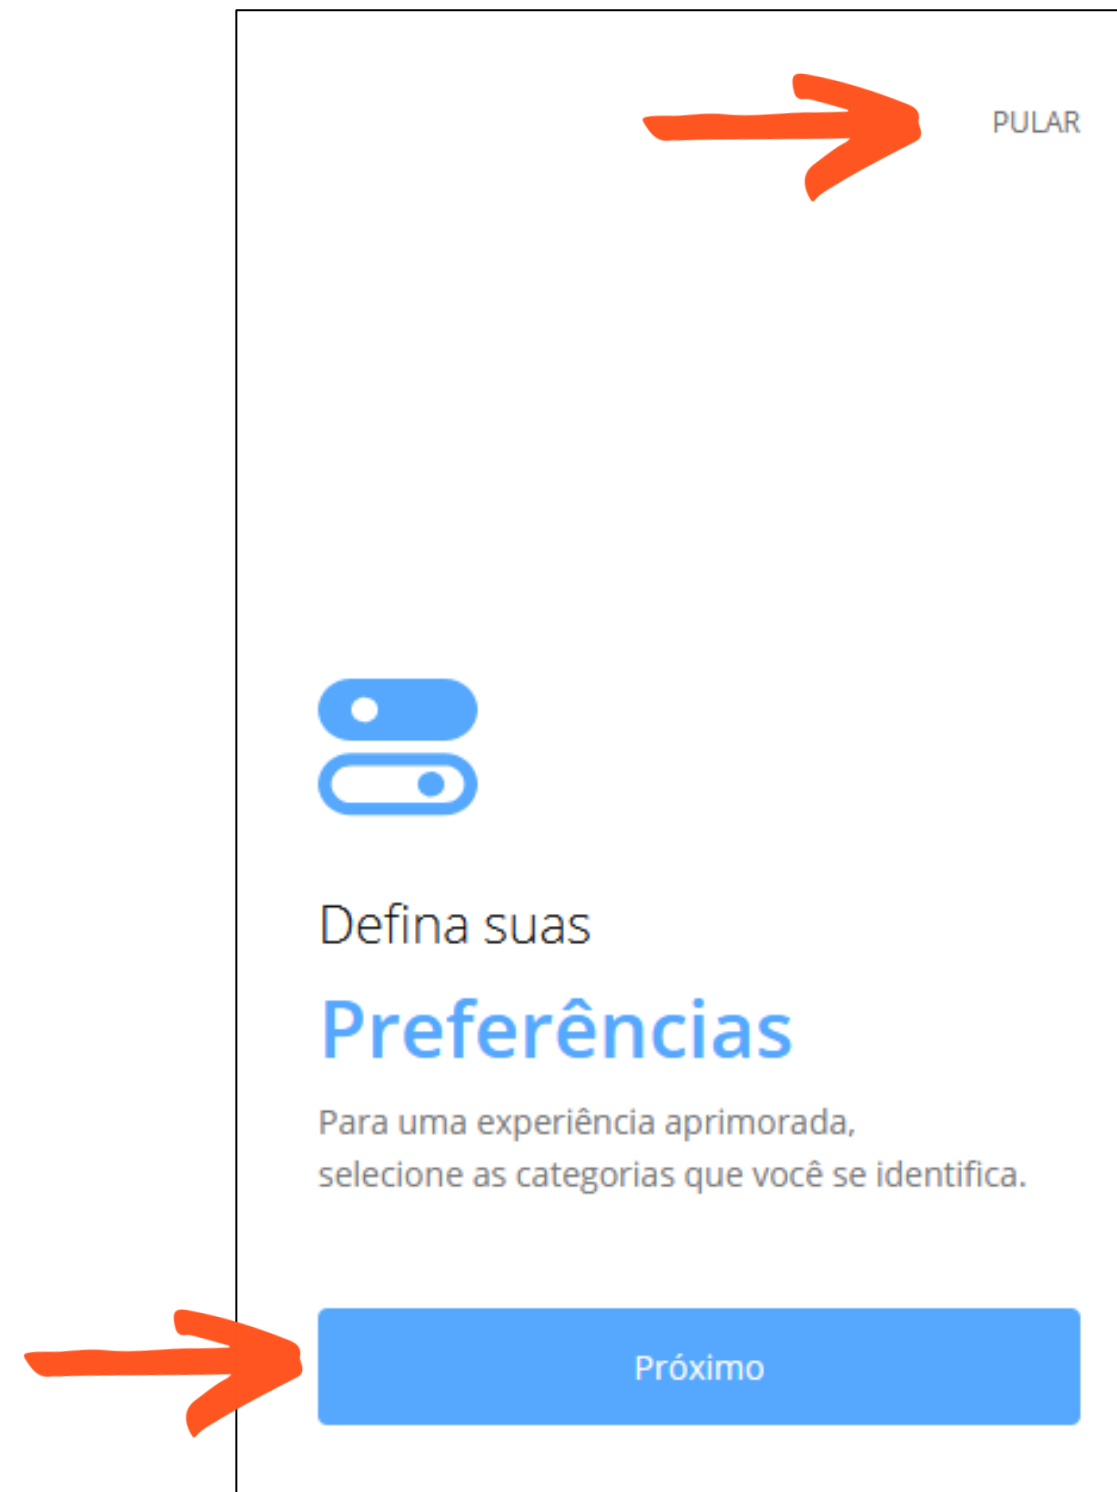 PULAR
Defina suas
Preferências
Para uma experiência aprimorada,
selecione as categorias que você se identifica.
Próximo